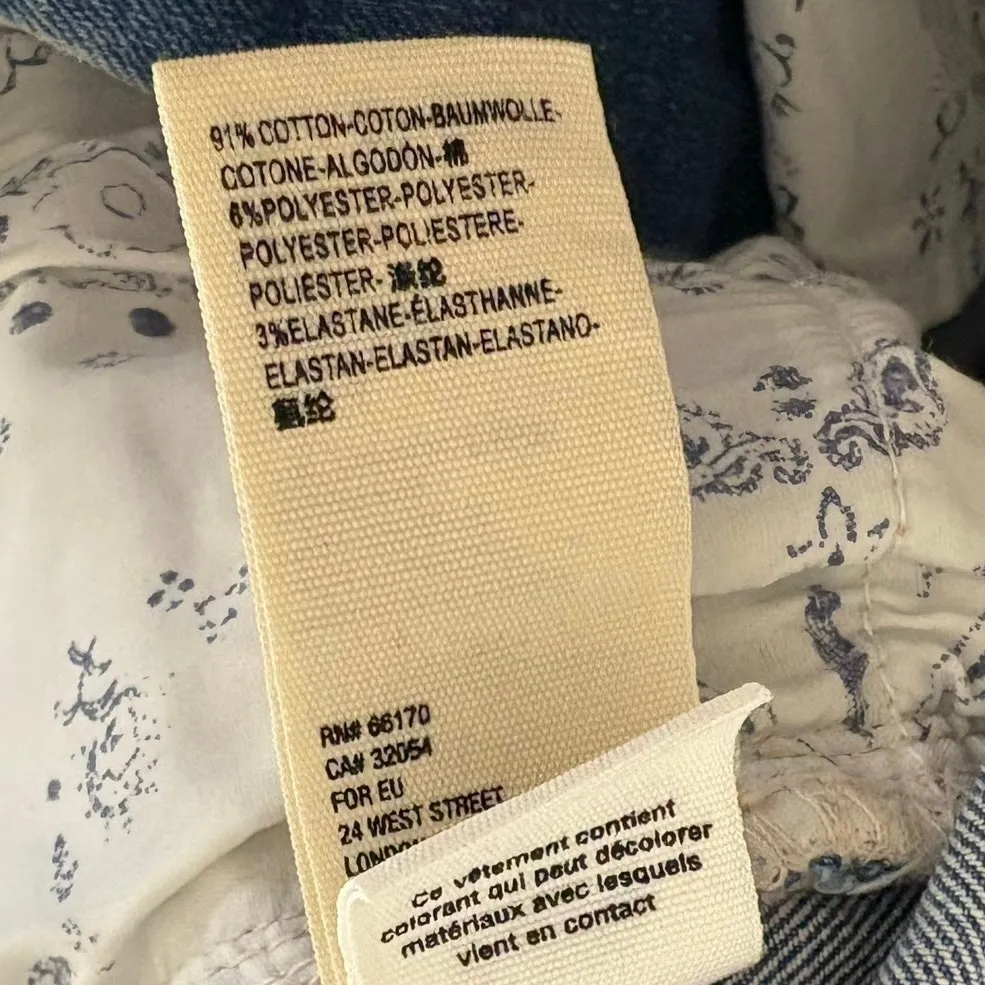 91% COTTON-COTON-BAUMWOLLE-
COTONE-ALGODÓN-棉
6%POLYESTER-POLYESTER-
POLYESTER-POLIESTERE-
POLIÉSTER-涤纶
3%ELASTANE-ÉLASTHANNE-
ELASTAN-ELASTAN-ELASTANO-
氨纶
RN# 66170
CA# 32054
FOR EU
24 WEST STREET
Ce vêtement contient
colorant qui peut décolorer
matériaux avec lesquels
vient en contact